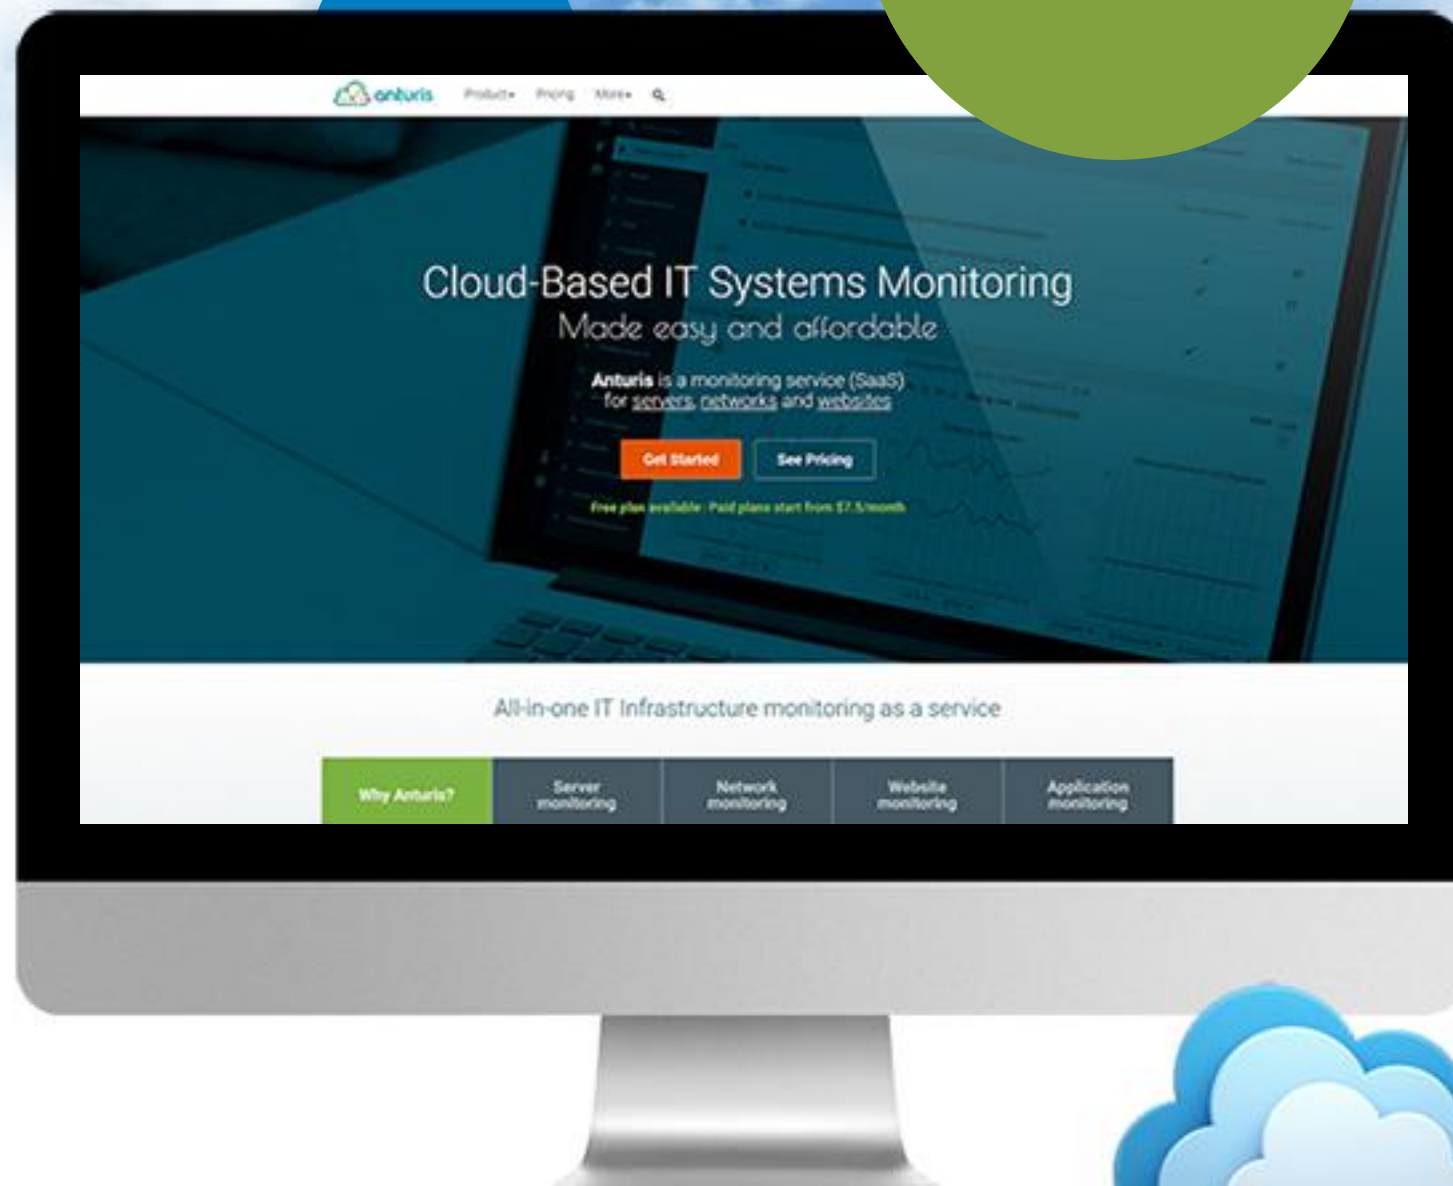 anturis Product Pricing More
Cloud-Based IT Systems Monitoring
Made easy and affordable
Anturis is a monitoring service (SaaS)
for servers, networks and websites
Get Started See Pricing
Free plan available Paid plans start from $7.5/month
All-in-one IT Infrastructure monitoring as a service
Why Anturis?
Server
monitoring
Network
monitoring
Website
monitoring
Application
monitoring